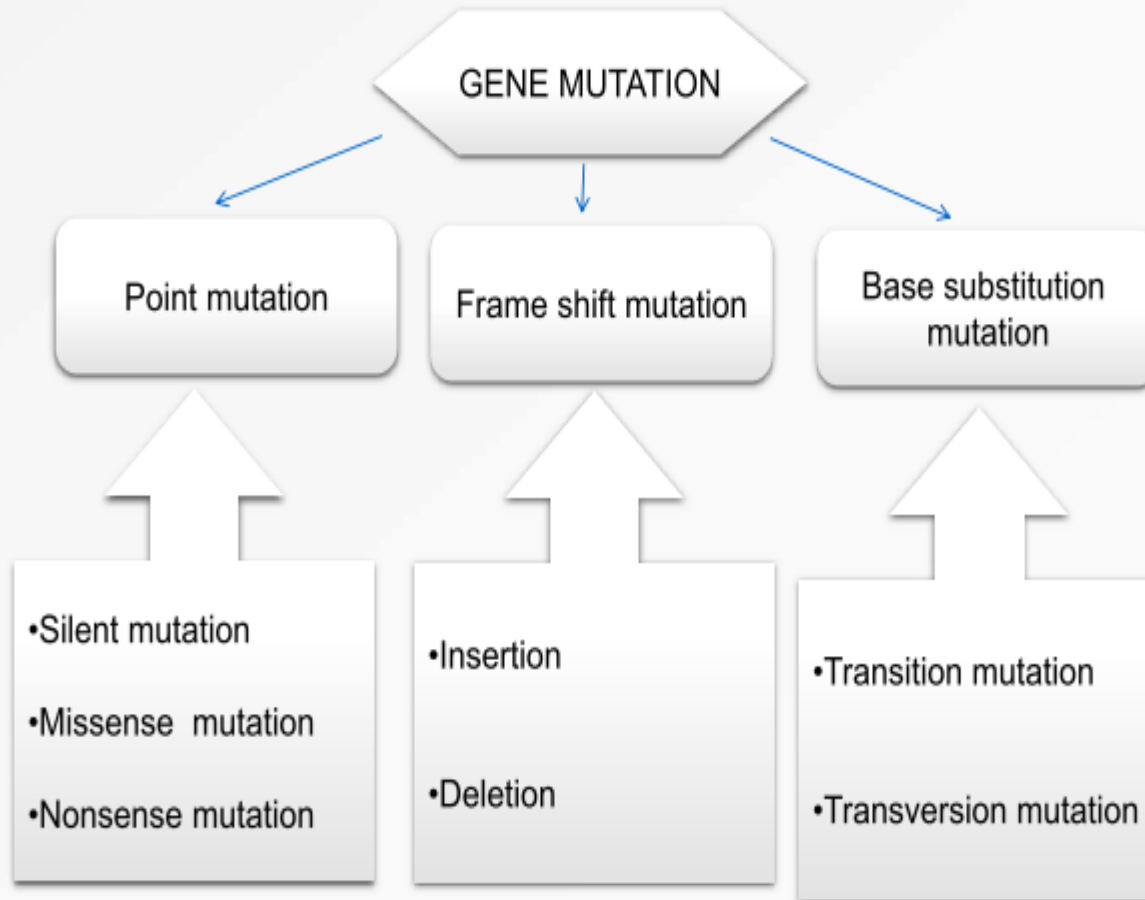 GENE MUTATION
Point mutation
Frame shift mutation
Base substitution
mutation
•Silent mutation
•Missense mutation
•Nonsense mutation
•Insertion
•Deletion
•Transition mutation
•Transversion mutation